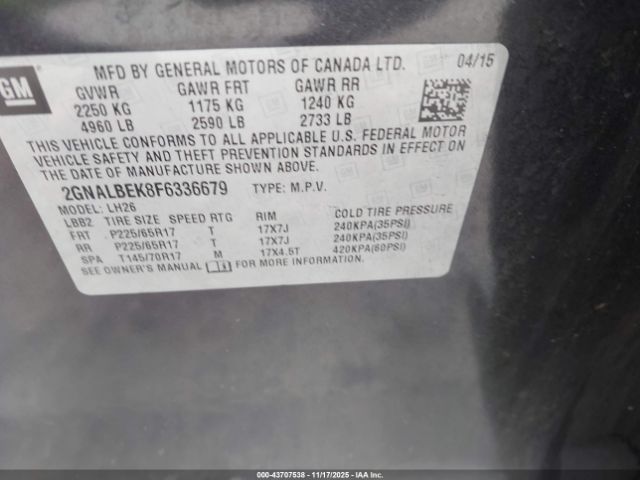 GM
MFD BY GENERAL MOTORS OF CANADA LTD. 04/15
GVWR GAWR FRT GAWR RR
2250 KG 1175 KG 1240 KG
4960 LB 2590 LB 2733 LB
THIS VEHICLE CONFORMS TO ALL APPLICABLE U.S. FEDERAL MOTOR
VEHICLE SAFETY AND THEFT PREVENTION STANDARDS IN EFFECT ON
THE DATE OF MANUFACTURE SHOWN ABOVE.
2GNALBEK8F6336679 TYPE: M.P.V.
MODEL: LH26
LBB2 TIRE SIZE SPEED RTG RIM COLD TIRE PRESSURE
FRT P225/65R17 T 17X7J 240KPA(35PSI)
RR P225/65R17 T 17X7J 240KPA(35PSI)
SPA T145/70R17 M 17X4.5T 420KPA(60PSI)
SEE OWNER'S MANUAL FOR MORE INFORMATION.
000-43707538 - 11/17/2025 - IAAI.com